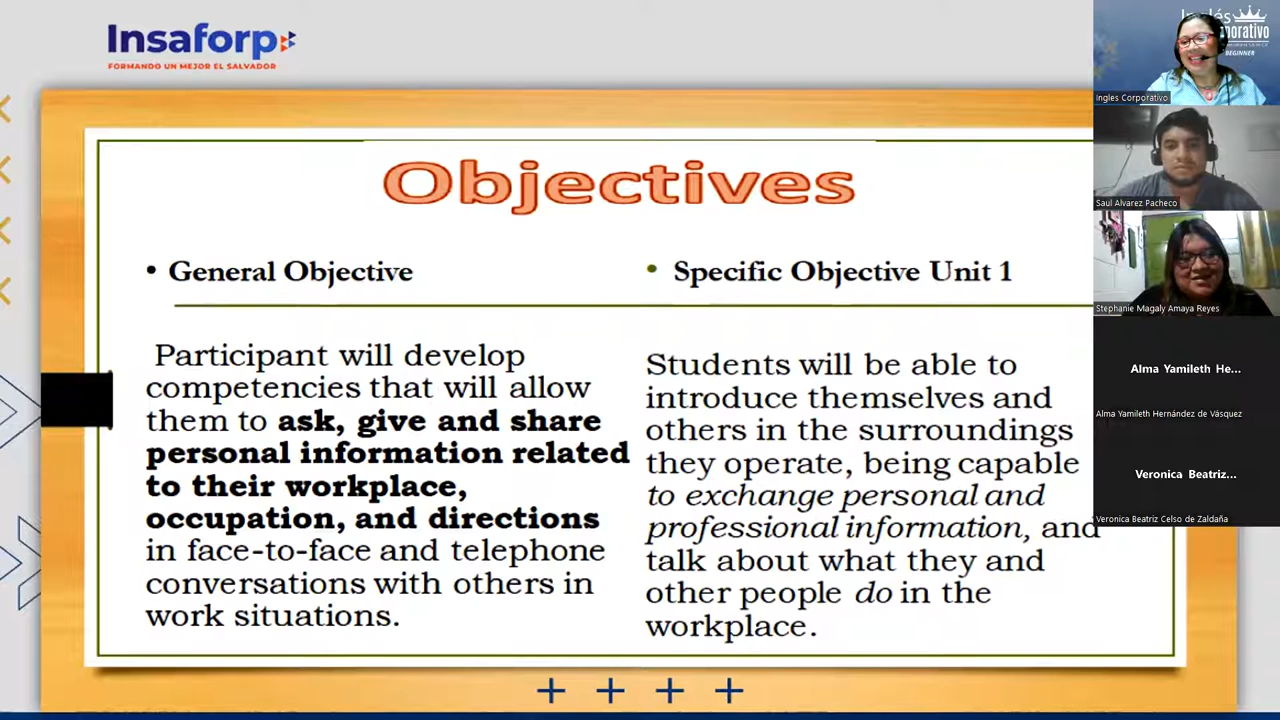 Insaforp
FORMANDO UN MEJOR EL SALVADOR
Objectives
• General Objective
Participant will develop
competencies that will allow
them to ask, give and share
personal information related
to their workplace,
occupation, and directions
in face-to-face and telephone
conversations with others in
work situations.
• Specific Objective Unit 1
Students will be able to
introduce themselves and
others in the surroundings
they operate, being capable
to exchange personal and
professional information, and
talk about what they and
other people do in the
workplace.
BEGINNER
Ingles Corporativo
Saul Alvarez Pacheco
Stephanie Magaly Amaya Reyes
Alma Yamileth He...
Alma Yamileth Hernández de Vásquez
Veronica Beatriz...
Veronica Beatriz Celso de Zaldaña